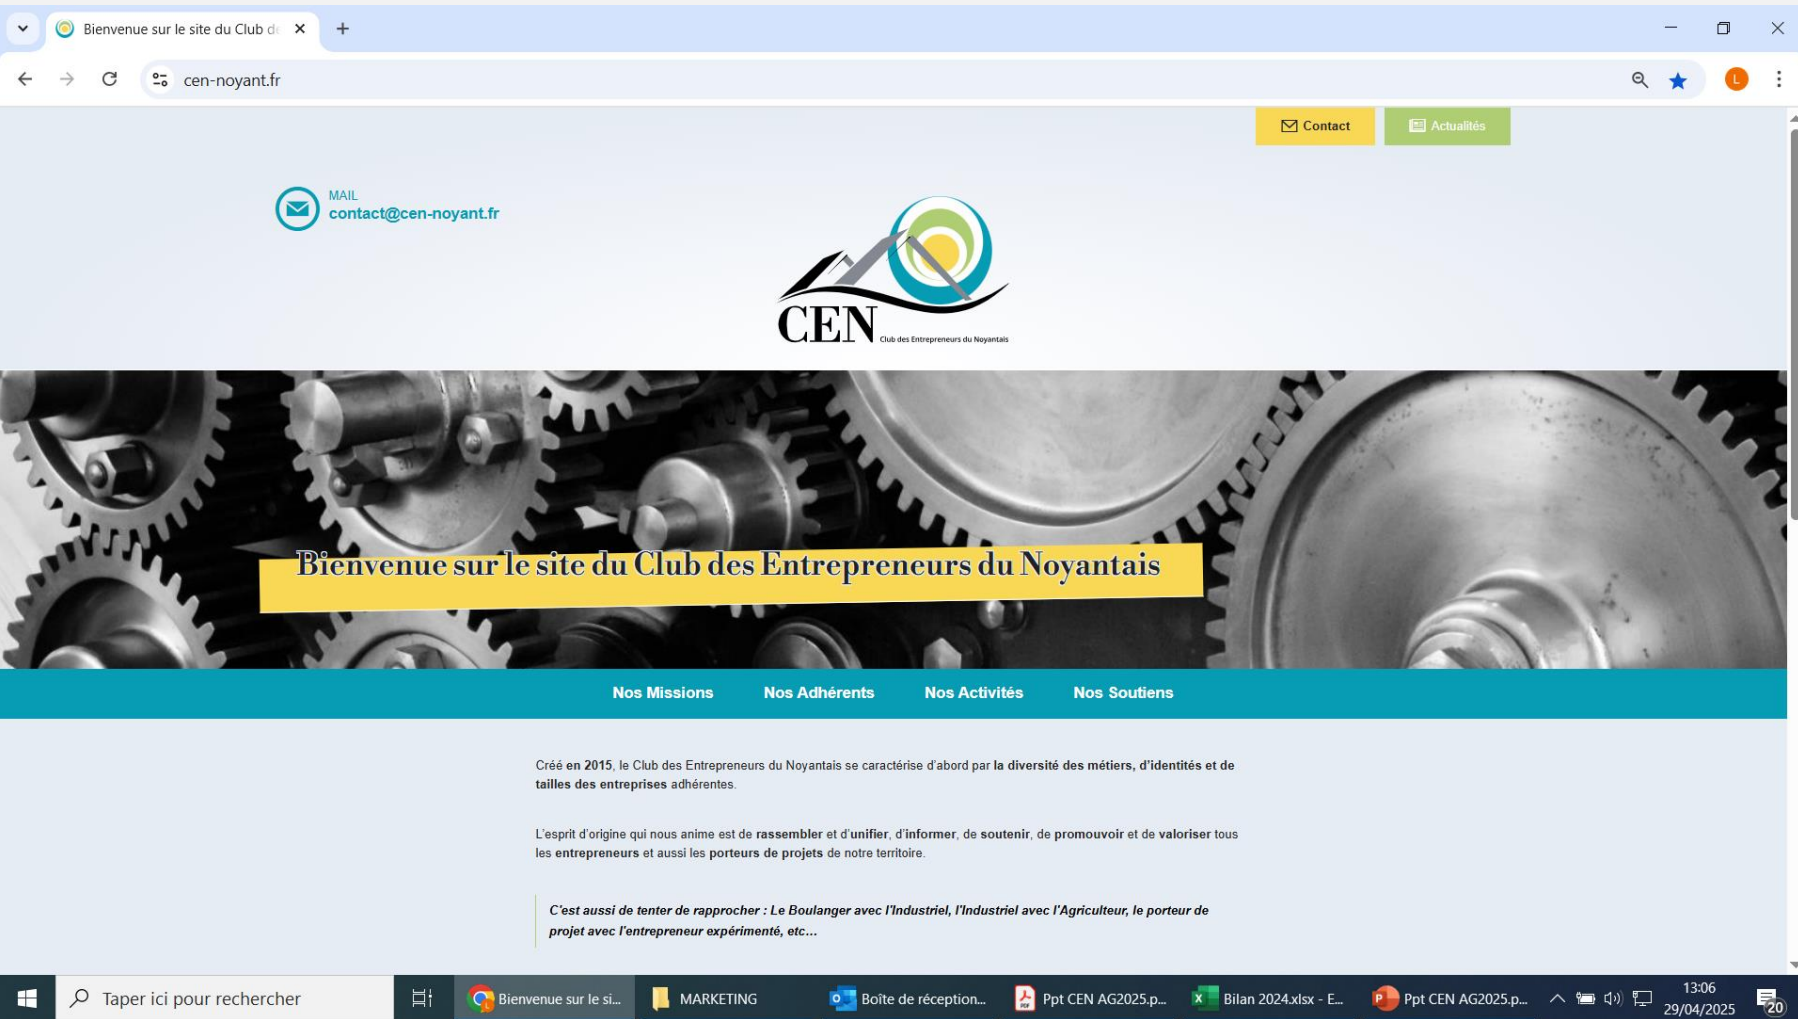 Bienvenue sur le site du Club de
cen-noyant.fr
L
Contact
Actualités
MAIL
contact@cen-noyant.fr
CEN
Club des Entrepreneurs du Noyantais
Bienvenue sur le site du Club des Entrepreneurs du Noyantais
Nos Missions
Nos Adhérents
Nos Activités
Nos Soutiens
Créé en 2015, le Club des Entrepreneurs du Noyantais se caractérise d'abord par la diversité des métiers, d'identités et de
tailles des entreprises adhérentes.
L'esprit d'origine qui nous anime est de rassembler et d'unifier, d'informer, de soutenir, de promouvoir et de valoriser tous
les entrepreneurs et aussi les porteurs de projets de notre territoire.
C'est aussi de tenter de rapprocher : Le Boulanger avec l'Industriel, l'Industriel avec l'Agriculteur, le porteur de
projet avec l'entrepreneur expérimenté, etc...
Taper ici pour rechercher
Bienvenue sur le si...
MARKETING
Boîte de réception...
Ppt CEN AG2025.p...
Bilan 2024.xlsx - E...
Ppt CEN AG2025.p...
13:06
29/04/2025
20